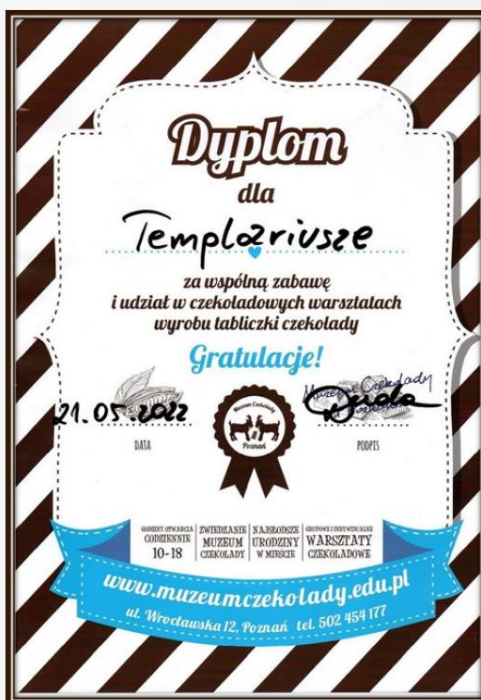 Dyplom
dla
Templariusze
za wspólną zabawę
i udział w czekoladowych warsztatach
wyrobu tabliczki czekolady
Gratulacje!
21.05.2022
DATA
Muzeum Czekolady
Poznań
Muzeum Czekolady
PODPIS
GODZINY OTWARCIA
CODZIENNIE
10-18
ZWIEDZANIE
MUZEUM
CZEKOLADY
NAJSŁODSZE
URODZINY
W MIEŚCIE
GRUPOWE I INDYWIDUALNE
WARSZTATY
CZEKOLADOWE
www.muzeumczekolady.edu.pl
ul. Wrocławska 12, Poznań tel. 502 454 177